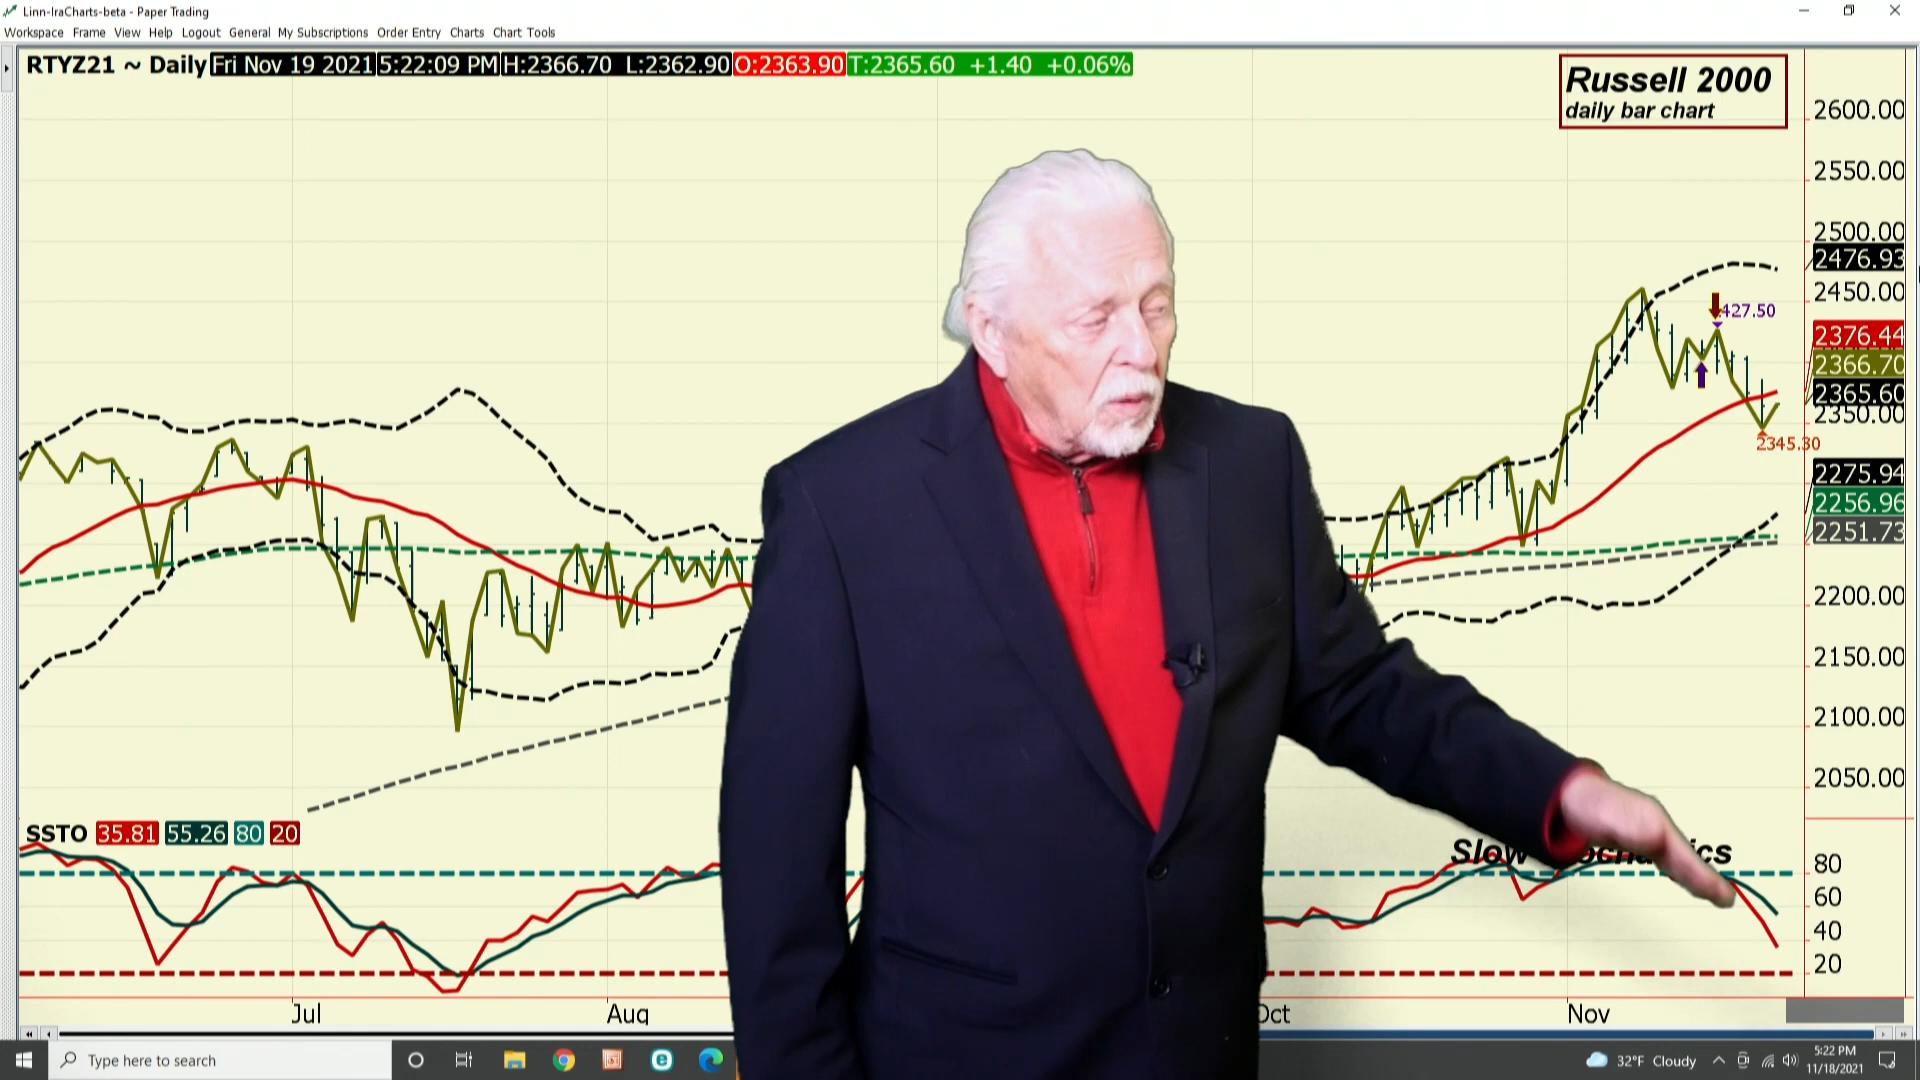 Linn-IraCharts-beta - Paper Trading
Workspace Frame View Help Logout General My Subscriptions Order Entry Charts Chart Tools
RTYZ21 ~ Daily Fri Nov 19 2021 5:22:09 PM H:2366.70 L:2362.90 O:2363.90 T:2365.60 +1.40 +0.06%
Russell 2000
daily bar chart
2600.00
2550.00
2500.00
2476.93
2450.00
427.50
2376.44
2366.70
2365.60
2350.00
2345.30
2275.94
2256.96
2251.73
2200.00
2150.00
2100.00
2050.00
SSTO 35.81 55.26 80 20
Slow
80
60
40
20
Jul Aug Oct Nov
Type here to search
32°F Cloudy
5:22 PM
11/18/2021